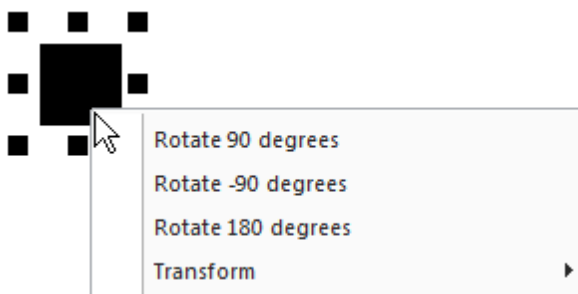 Rotate 90 degrees
Rotate -90 degrees
Rotate 180 degrees
Transform